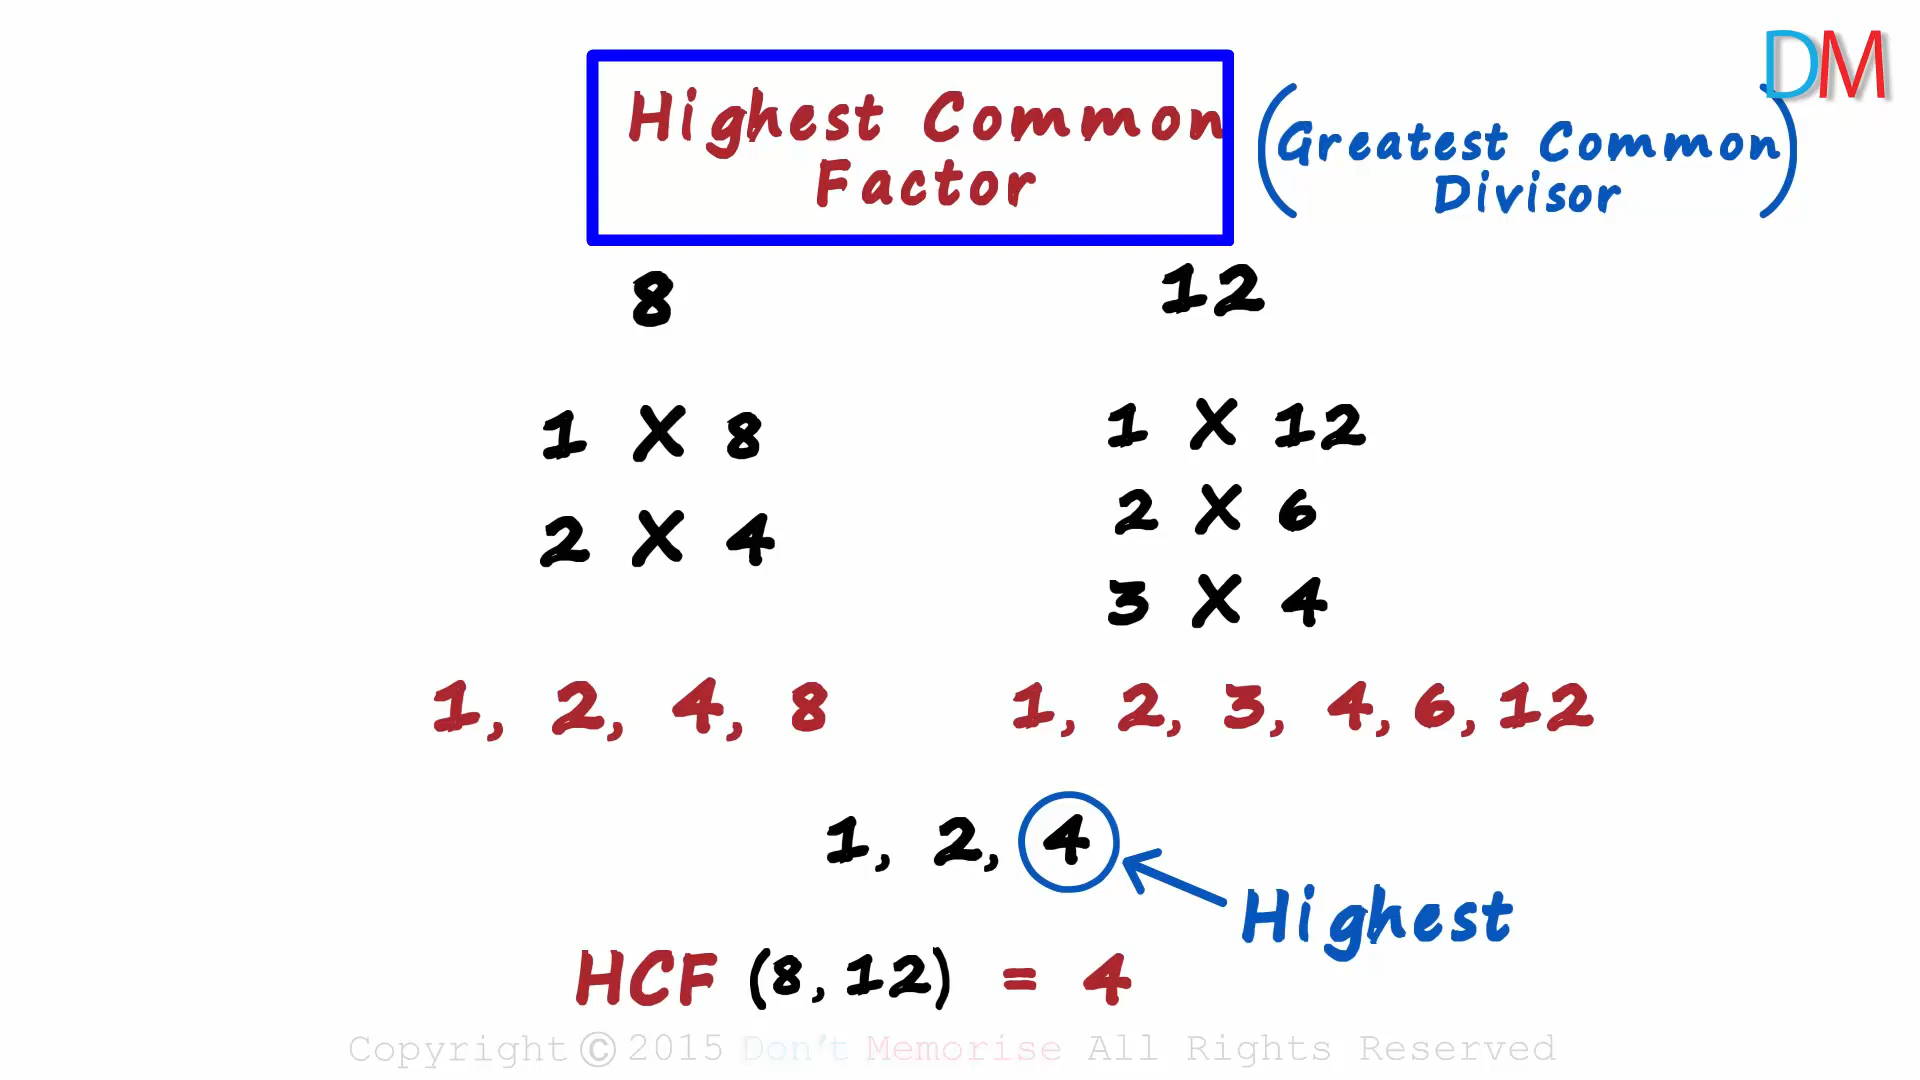 DM
Highest Common
Factor
(Greatest Common
Divisor)
8 12
1 X 8 1 X 12
2 X 4 2 X 6
3 X 4
1, 2, 4, 8 1, 2, 3, 4, 6, 12
1, 2, 4
Highest
HCF (8, 12) = 4
Copyright © 2015 Don't Memorise All Rights Reserved